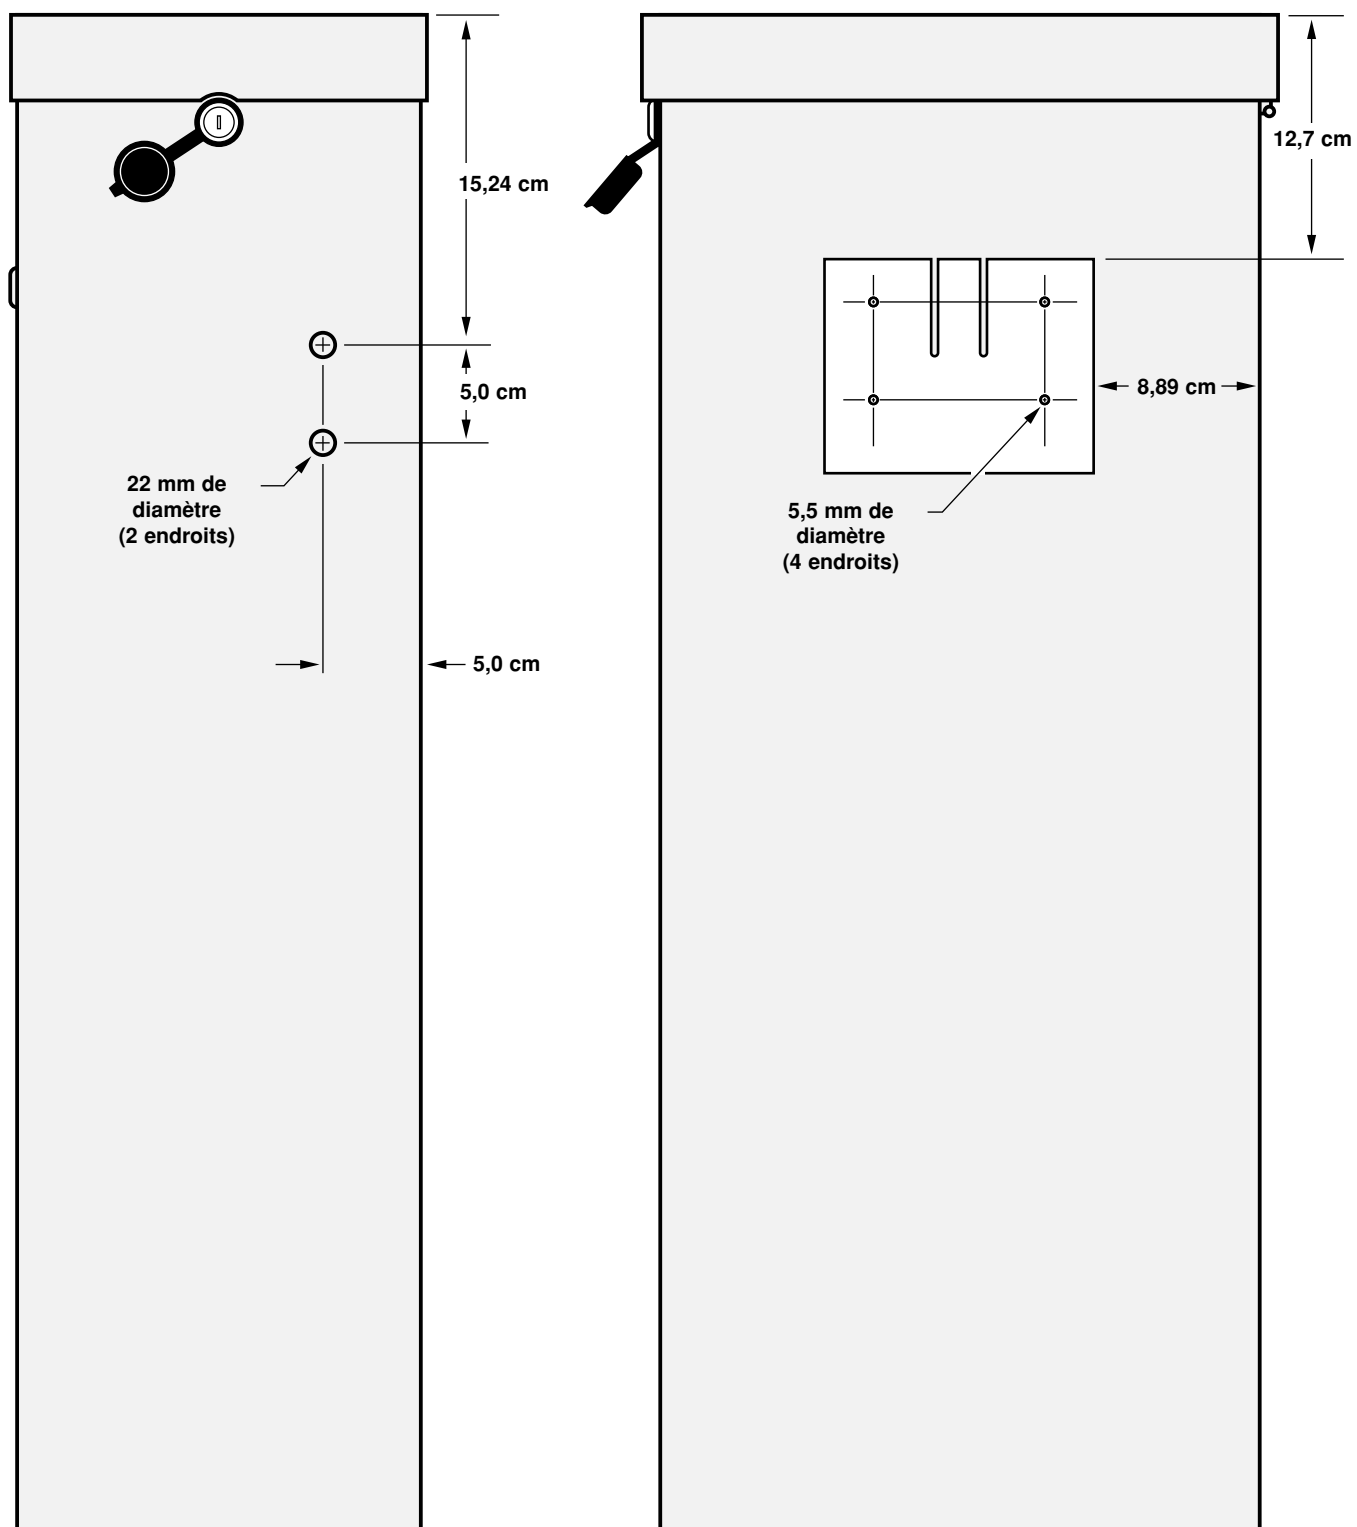 15,24 cm
5,0 cm
22 mm de
diamètre
(2 endroits)
5,0 cm
12,7 cm
8,89 cm
5,5 mm de
diamètre
(4 endroits)